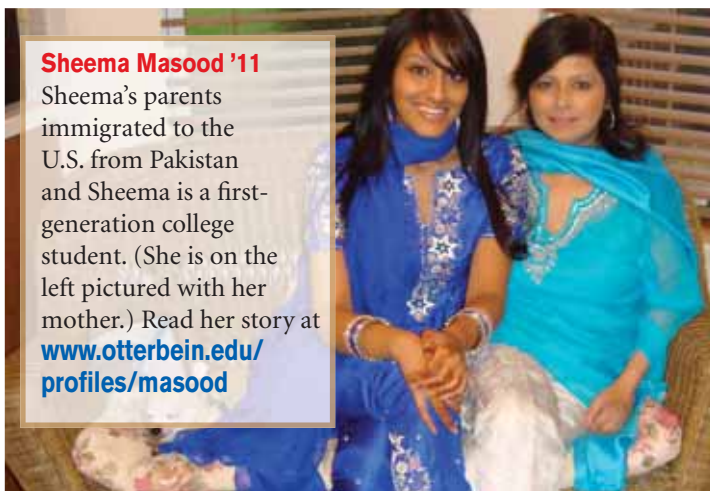 Sheema Masood ’11
Sheema’s parents
immigrated to the
U.S. from Pakistan
and Sheema is a first-
generation college
student. (She is on the
left pictured with her
mother.) Read her story at
www.otterbein.edu/
profiles/masood